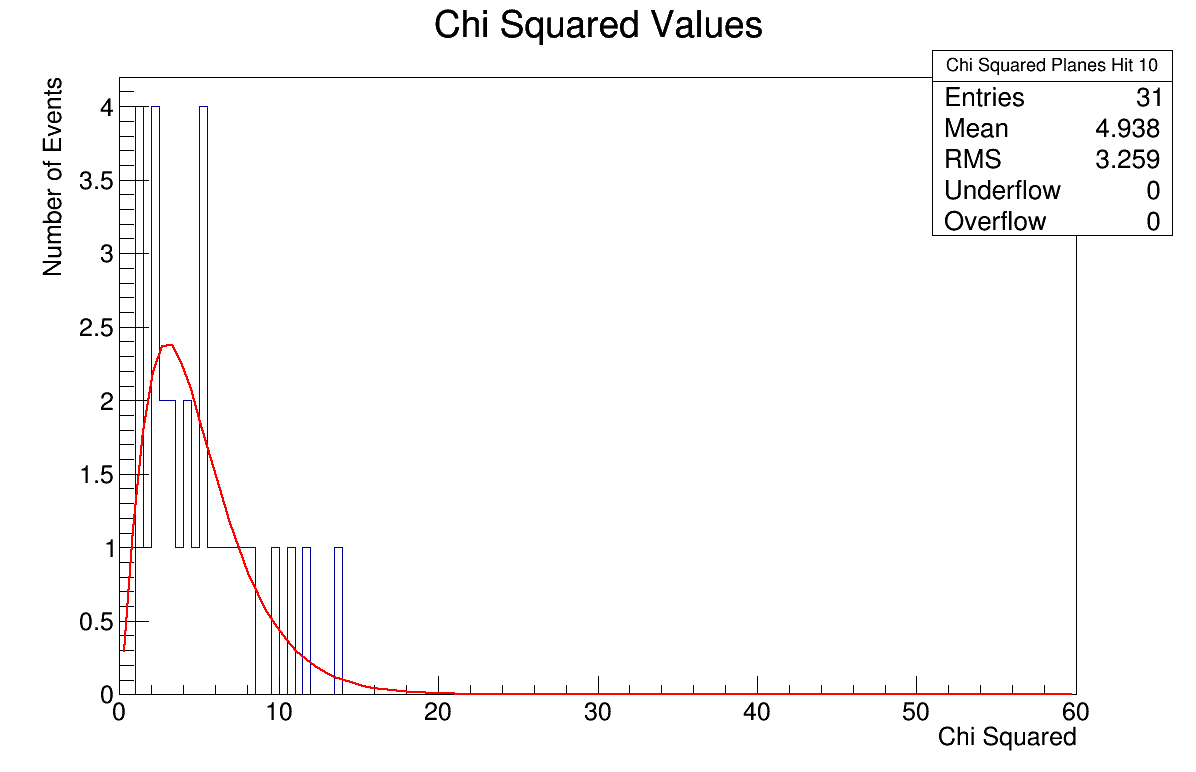 Chi Squared Values
Chi Squared Planes Hit 10
Entries 31
Mean 4.938
RMS 3.259
Underflow 0
Overflow 0
Number of Events
4
3.5
3
2.5
2
1.5
1
0.5
0
0 10 20 30 40 50 60
Chi Squared